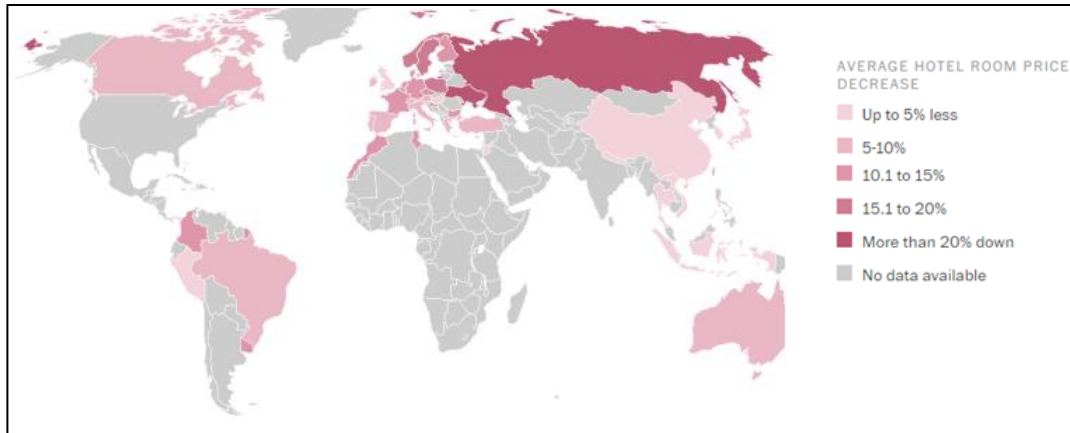 AVERAGE HOTEL ROOM PRICE
DECREASE
Up to 5% less
5-10%
10.1 to 15%
15.1 to 20%
More than 20% down
No data available